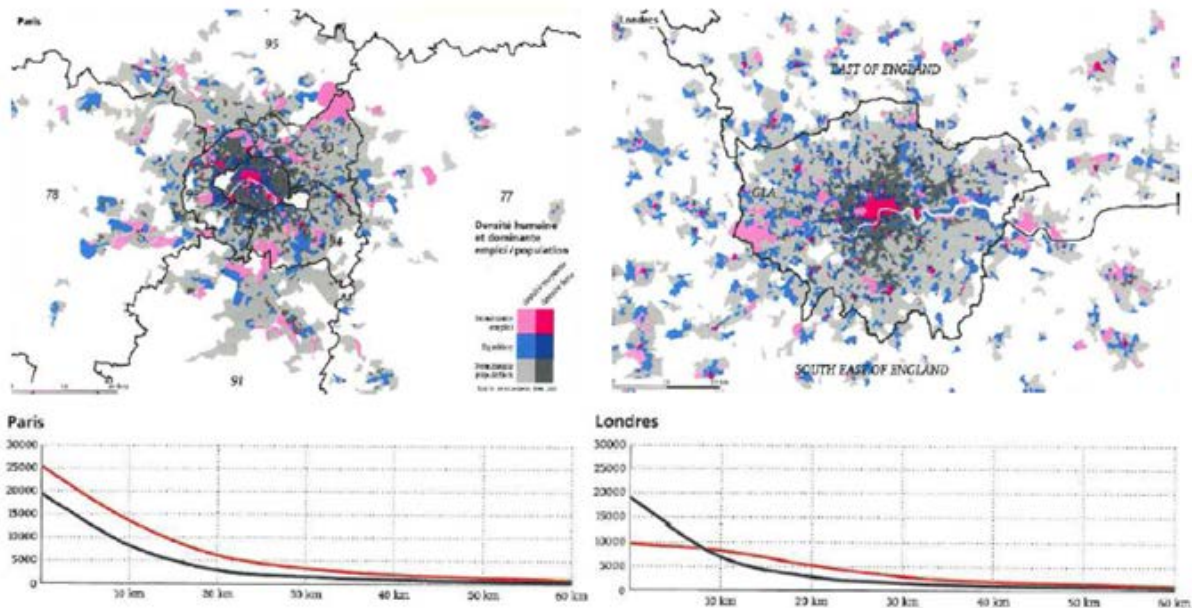 Paris
95
78
77
91
Densité humaine
et dominante
emploi/population
Londres
EAST OF ENGLAND
GLA
SOUTH EAST OF ENGLAND
Paris
30000
25000
20000
15000
10000
5000
0
10 km
20 km
30 km
40 km
50 km
60 km
Londres
30000
25000
20000
15000
10000
5000
0
10 km
20 km
30 km
40 km
50 km
60 km